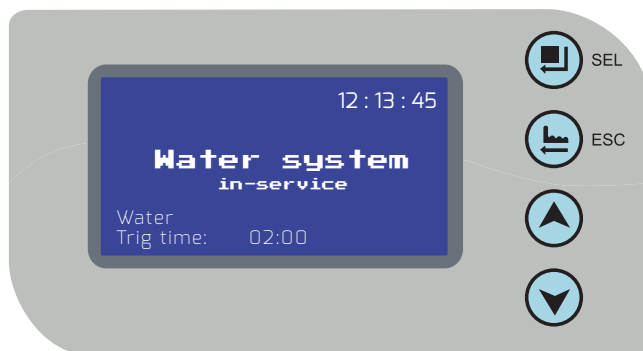 12:13:45
Water system
in-service
Water
Trig time: 02:00
SEL
ESC